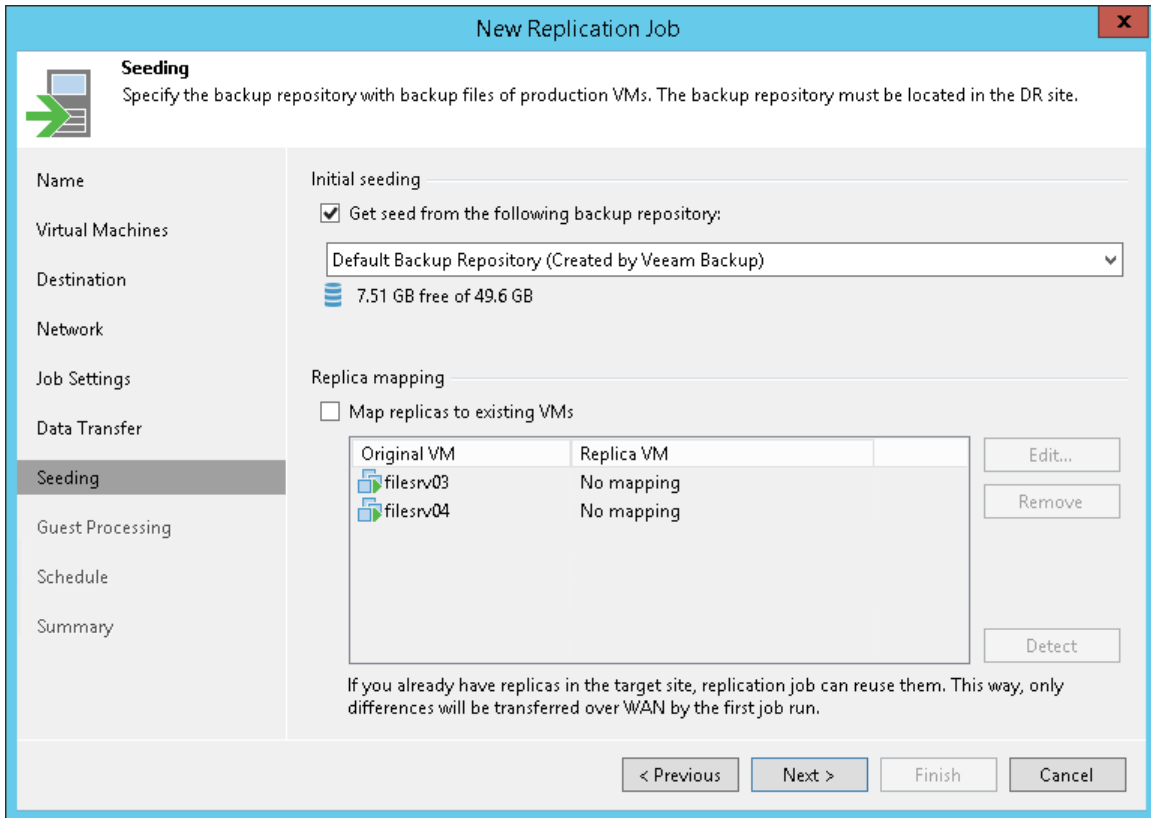 New Replication Job
x
Seeding
Specify the backup repository with backup files of production VMs. The backup repository must be located in the DR site.
Name
Virtual Machines
Destination
Network
Job Settings
Data Transfer
Seeding
Guest Processing
Schedule
Summary
Initial seeding
Get seed from the following backup repository:
Default Backup Repository (Created by Veeam Backup)
7.51 GB free of 49.6 GB
Replica mapping
Map replicas to existing VMs
Original VM Replica VM
filesrv03 No mapping
filesrv04 No mapping
Edit...
Remove
Detect
If you already have replicas in the target site, replication job can reuse them. This way, only
differences will be transferred over WAN by the first job run.
< Previous Next > Finish Cancel